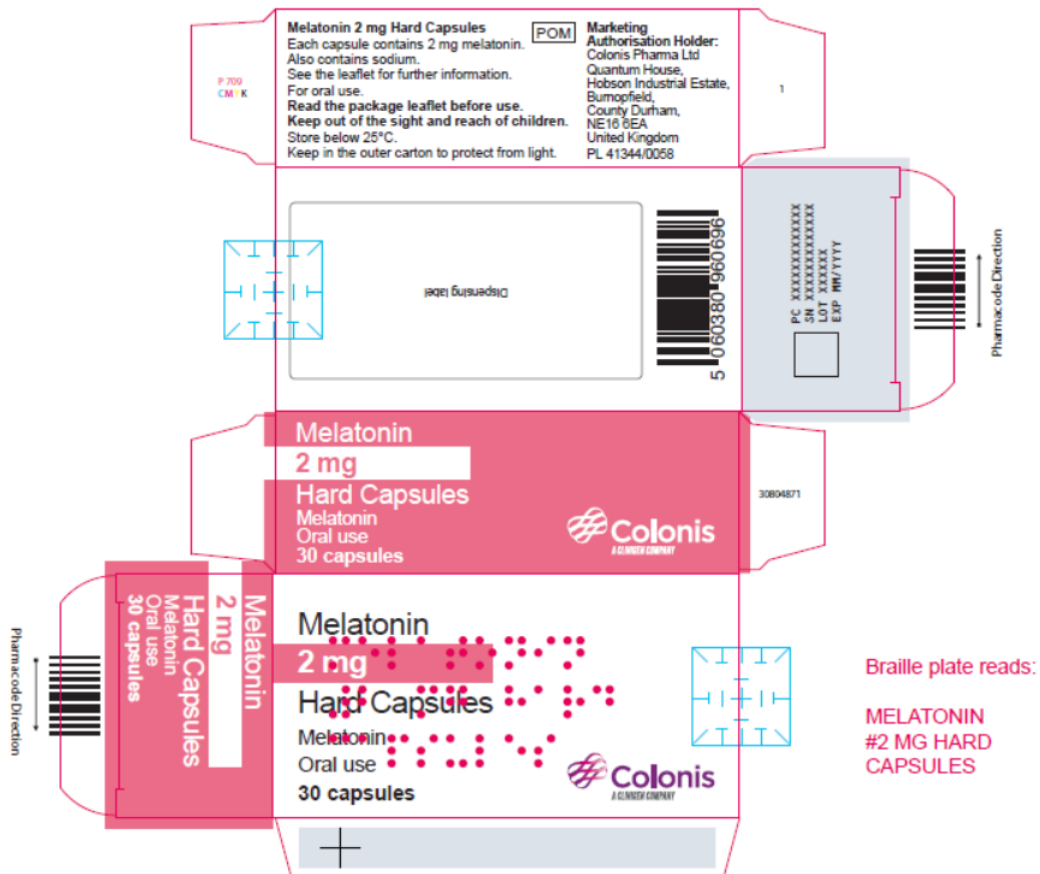 Melatonin 2 mg Hard Capsules
Each capsule contains 2 mg melatonin.
Also contains sodium.
See the leaflet for further information.
For oral use.
Read the package leaflet before use.
Keep out of the sight and reach of children.
Store below 25°C.
Keep in the outer carton to protect from light.
POM
Marketing
Authorisation Holder:
Colonis Pharma Ltd
Quantum House,
Hobson Industrial Estate,
Burnopfield,
County Durham,
NE16 6EA
United Kingdom
PL 41344/0058
P 709
CMYK
1
Dispensing label
5 060380 960696
PC XXXXXXXXXXXXXX
SN XXXXXXXXXXXXXX
LOT XXXXXX
EXP MM/YYYY
Pharmacode Direction
Melatonin
2 mg
Hard Capsules
Melatonin
Oral use
30 capsules
Colonis
A CLINIGEN COMPANY
30804871
Melatonin
2 mg
Hard Capsules
Melatonin
Oral use
30 capsules
Pharmacode Direction
Melatonin
2 mg
Hard Capsules
Melatonin
Oral use
30 capsules
Colonis
A CLINIGEN COMPANY
Braille plate reads:
MELATONIN
#2 MG HARD
CAPSULES